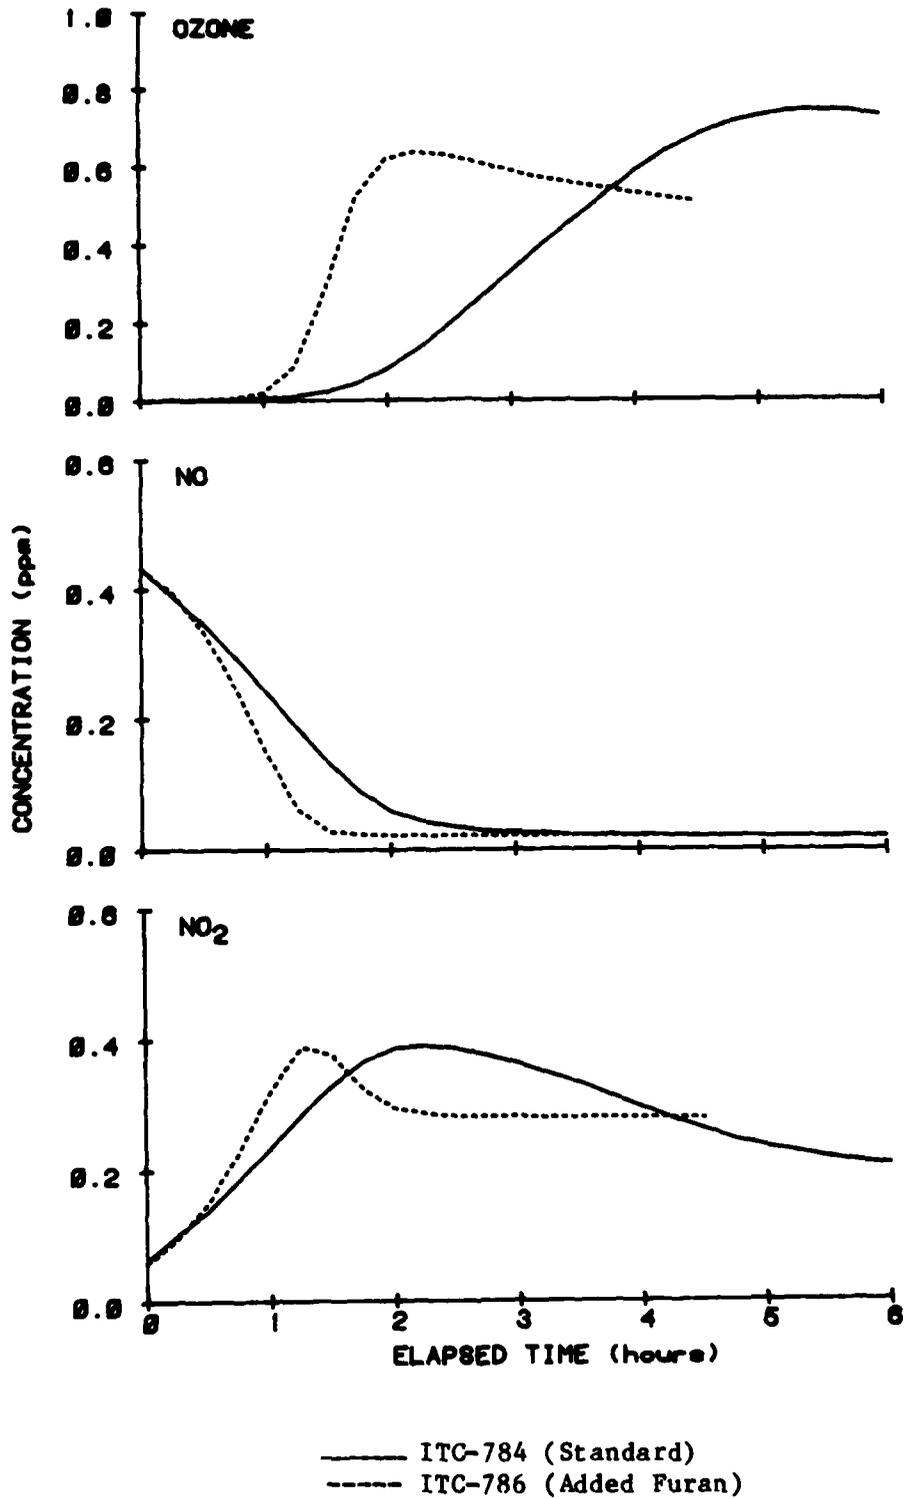 OZONE
1.0
0.8
0.6
0.4
0.2
0.0
NO
0.6
0.4
0.2
0.0
CONCENTRATION (ppm)
NO2
0.6
0.4
0.2
0.0
0 1 2 3 4 5 6
ELAPSED TIME (hours)
ITC-784 (Standard)
ITC-786 (Added Furan)